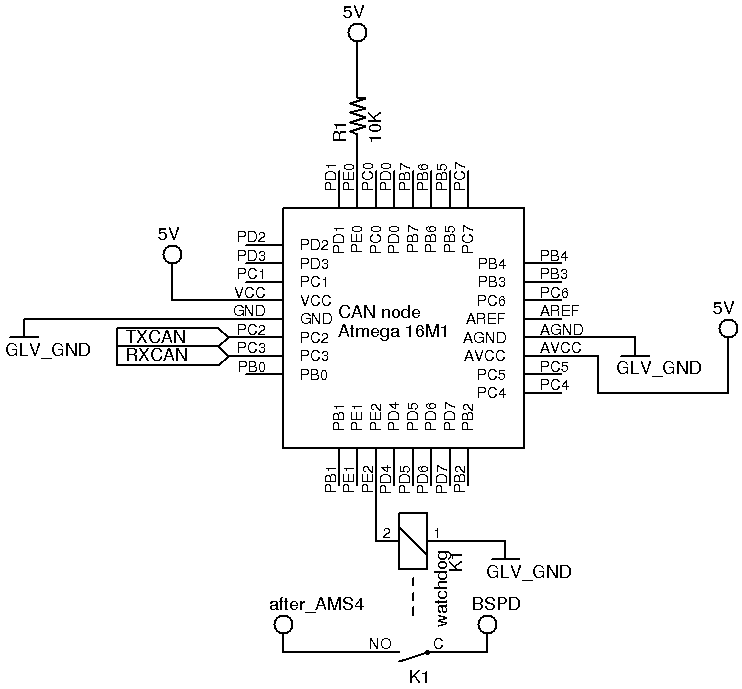 5V
R1
10K
PD1
PE0
PC0
PD0
PB7
PB6
PB5
PC7
PD1
PE0
PC0
PD0
PB7
PB6
PB5
PC7
5V
PD2
PD3
PC1
VCC
GND
PC2
PC3
PB0
PD2
PD3
PC1
VCC
GND
PC2
PC3
PB0
GLV_GND
TXCAN
RXCAN
CAN node
Atmega 16M1
PB4
PB3
PC6
AREF
AGND
AVCC
PC5
PC4
PB4
PB3
PC6
AREF
AGND
AVCC
PC5
PC4
5V
GLV_GND
PB1
PE1
PE2
PD4
PD5
PD6
PD7
PB2
PB1
PE1
PE2
PD4
PD5
PD6
PD7
PB2
2
1
K1
watchdog
GLV_GND
after_AMS4
BSPD
NO
C
K1